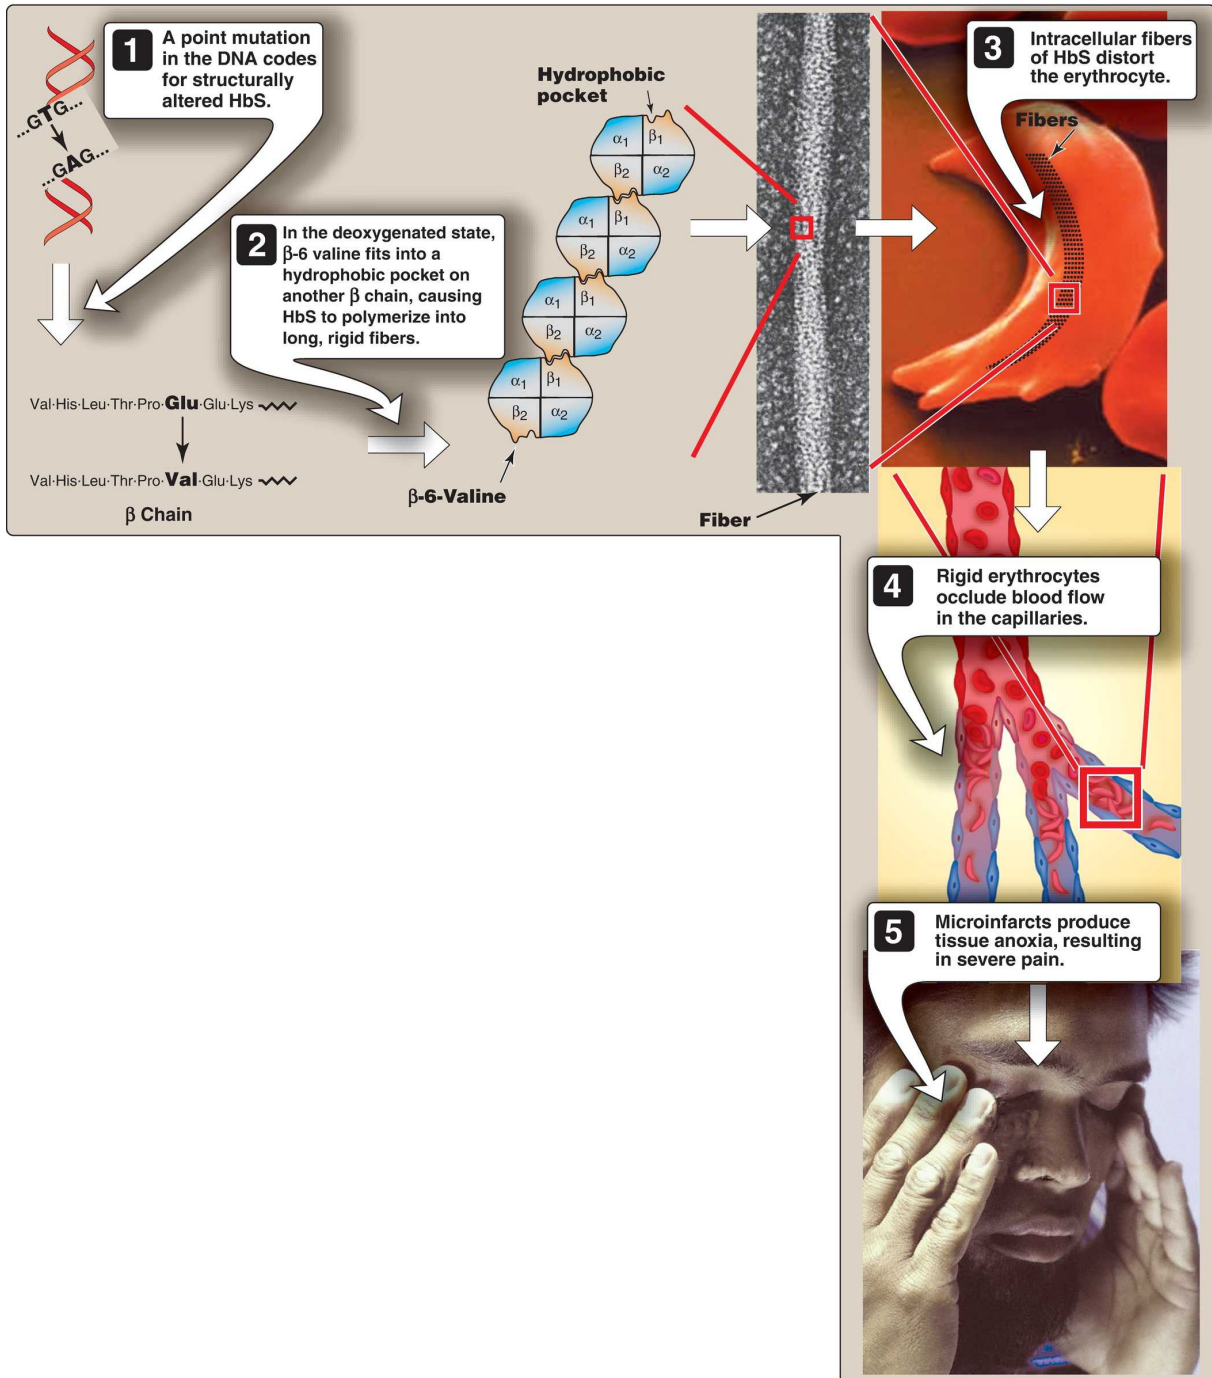 1
A point mutation
in the DNA codes
for structurally
altered HbS.
...GTG...
...GAG...
2
In the deoxygenated state,
β-6 valine fits into a
hydrophobic pocket on
another β chain, causing
HbS to polymerize into
long, rigid fibers.
Val·His·Leu·Thr·Pro·Glu·Glu·Lys
Val·His·Leu·Thr·Pro·Val·Glu·Lys
β Chain
Hydrophobic
pocket
α1 β1
β2 α2
α1 β1
β2 α2
α1 β1
β2 α2
α1 β1
β2 α2
β-6-Valine
Fiber
3
Intracellular fibers
of HbS distort
the erythrocyte.
Fibers
4
Rigid erythrocytes
occlude blood flow
in the capillaries.
5
Microinfarcts produce
tissue anoxia, resulting
in severe pain.